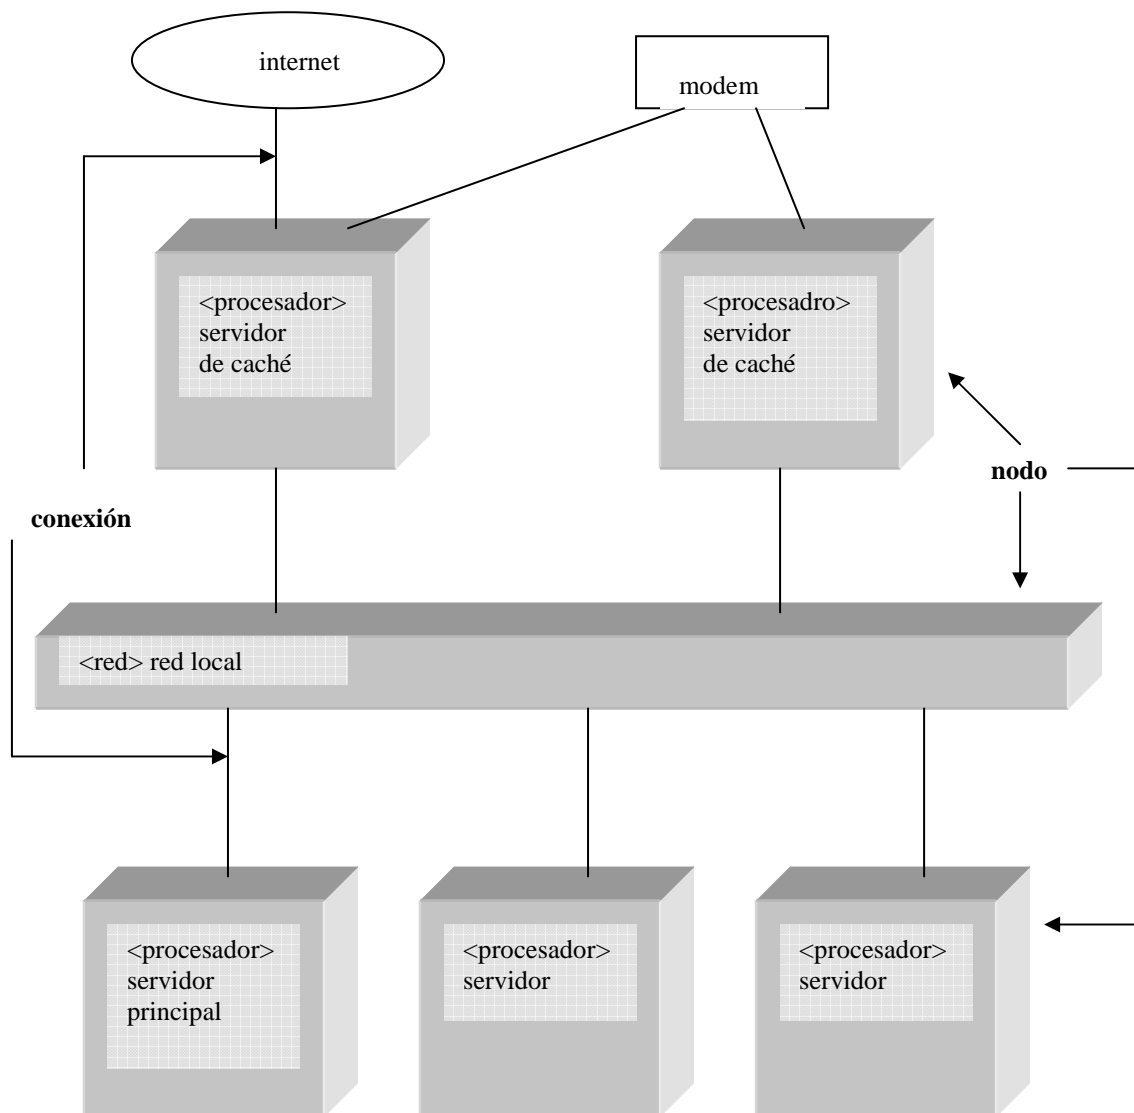 internet
modem
<procesador>
servidor
de caché
<procesadro>
servidor
de caché
nodo
conexión
<red> red local
<procesador>
servidor
principal
<procesador>
servidor
<procesador>
servidor